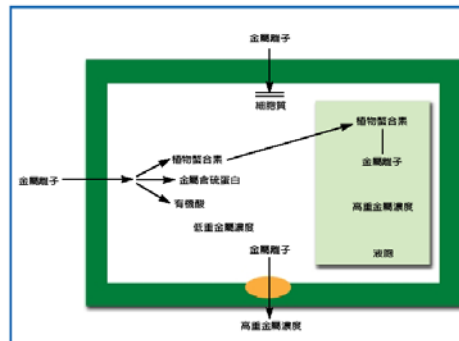 金屬離子
細胞質
植物螯合素
金屬離子
高重金屬濃度
液胞
金屬離子
植物螯合素
金屬含硫蛋白
有機酸
低重金屬濃度
金屬離子
高重金屬濃度